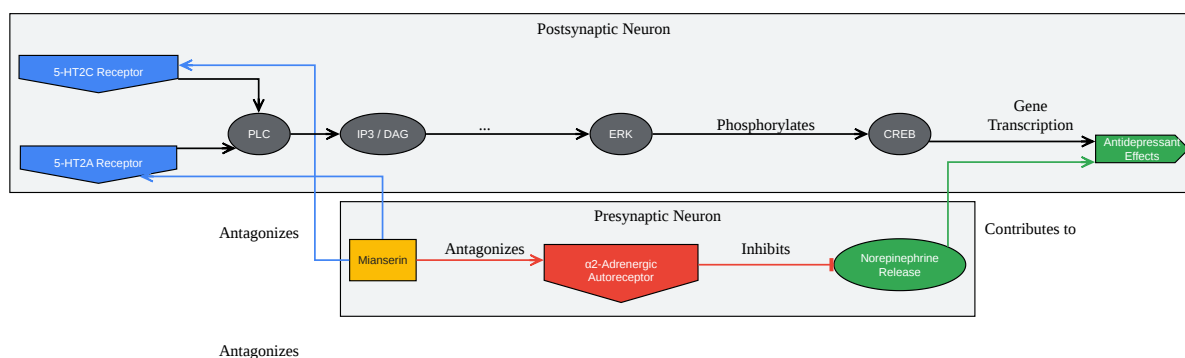 Postsynaptic Neuron
5-HT2C Receptor
PLC
IP3 / DAG
...
ERK
Phosphorylates
CREB
Gene
Transcription
Antidepressant
Effects
5-HT2A Receptor
Presynaptic Neuron
Antagonizes
Mianserin
Antagonizes
α2-Adrenergic
Autoreceptor
Inhibits
Norepinephrine
Release
Contributes to
Antagonizes